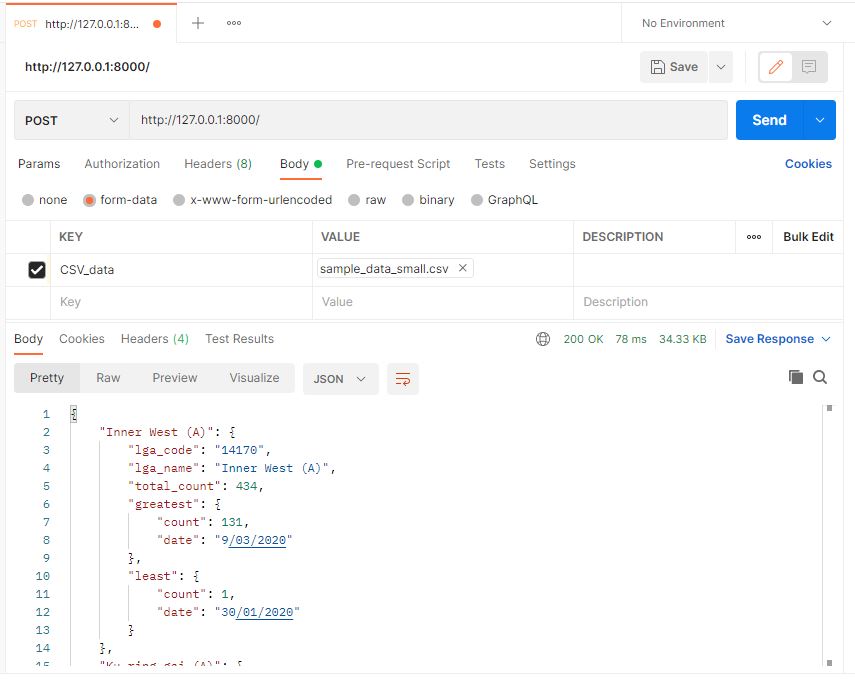 POST http://127.0.0.1:8... + ooo No Environment
http://127.0.0.1:8000/ Save
POST http://127.0.0.1:8000/ Send
Params Authorization Headers (8) Body Pre-request Script Tests Settings Cookies
none form-data x-www-form-urlencoded raw binary GraphQL
KEY VALUE DESCRIPTION ooo Bulk Edit
CSV_data sample_data_small.csv ×
Key Value Description
Body Cookies Headers (4) Test Results 200 OK 78 ms 34.33 KB Save Response
Pretty Raw Preview Visualize JSON
1 {
2 "Inner West (A)": {
3 "lga_code": "14170",
4 "lga_name": "Inner West (A)",
5 "total_count": 434,
6 "greatest": {
7 "count": 131,
8 "date": "9/03/2020"
9 },
10 "least": {
11 "count": 1,
12 "date": "30/01/2020"
13 }
14 },
15 "Ku-ring-gai (A)": {